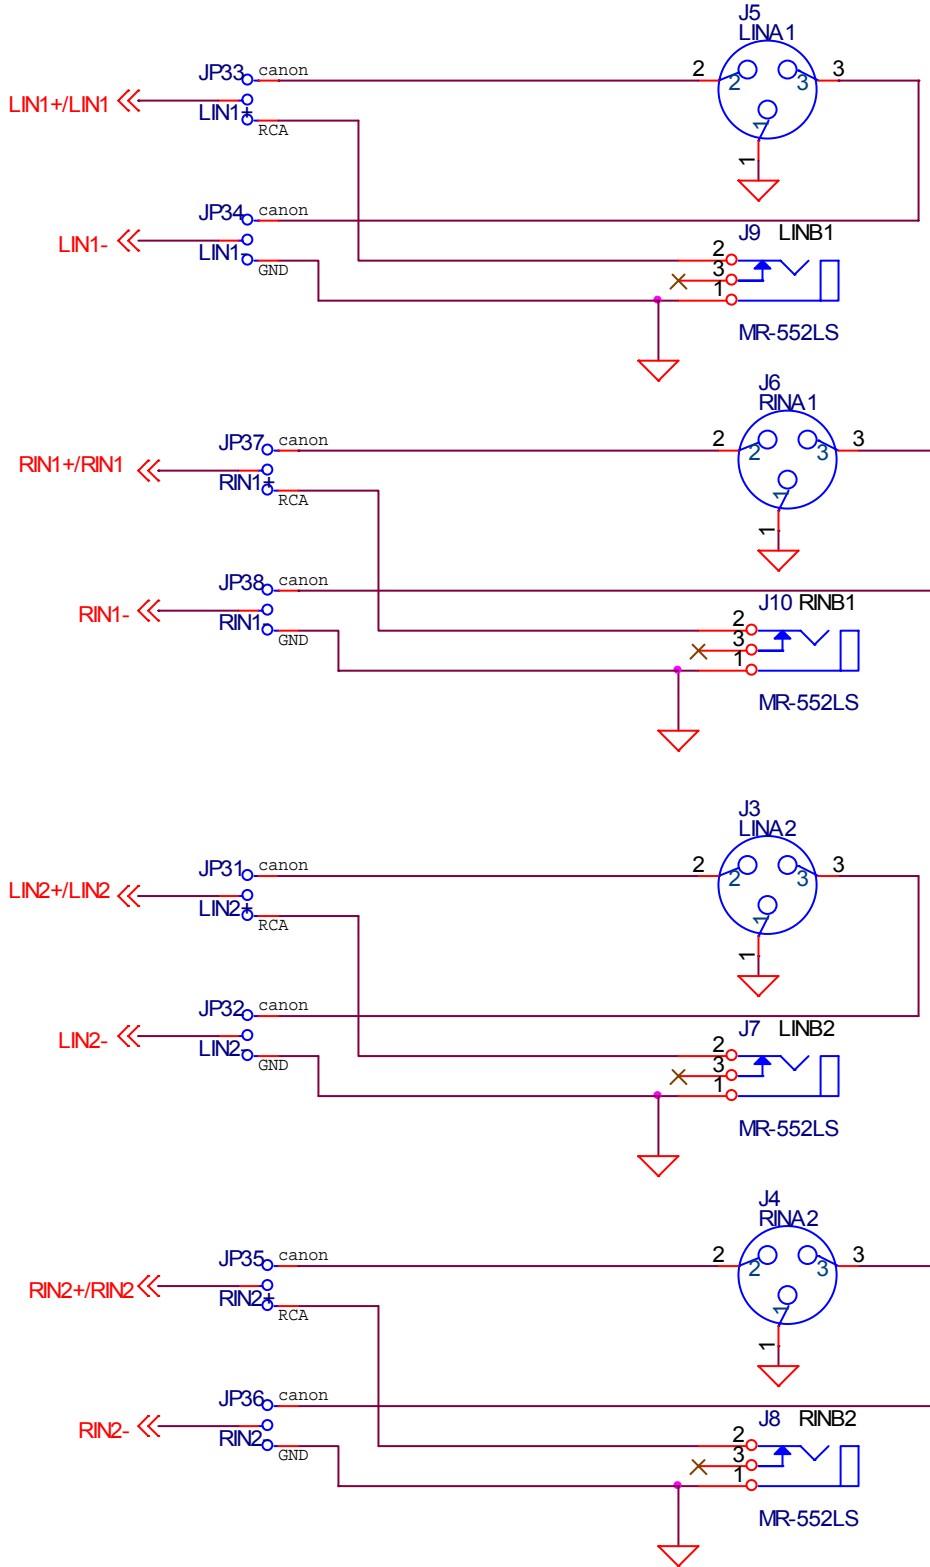 J5
LINA1
JP33 canon
2 2 3 3
LIN1+/LIN1
LIN1+
RCA
1
1
JP34 canon
LIN1-
LIN1-
GND
J9 LINB1
2
3
1
MR-552LS
J6
RINA1
JP37 canon
2 2 3 3
RIN1+/RIN1
RIN1+
RCA
1
1
JP38 canon
RIN1-
RIN1-
GND
J10 RINB1
2
3
1
MR-552LS
J3
LINA2
JP31 canon
2 2 3 3
LIN2+/LIN2
LIN2+
RCA
1
1
JP32 canon
LIN2-
LIN2-
GND
J7 LINB2
2
3
1
MR-552LS
J4
RINA2
JP35 canon
2 2 3 3
RIN2+/RIN2
RIN2+
RCA
1
1
JP36 canon
RIN2-
RIN2-
GND
J8 RINB2
2
3
1
MR-552LS